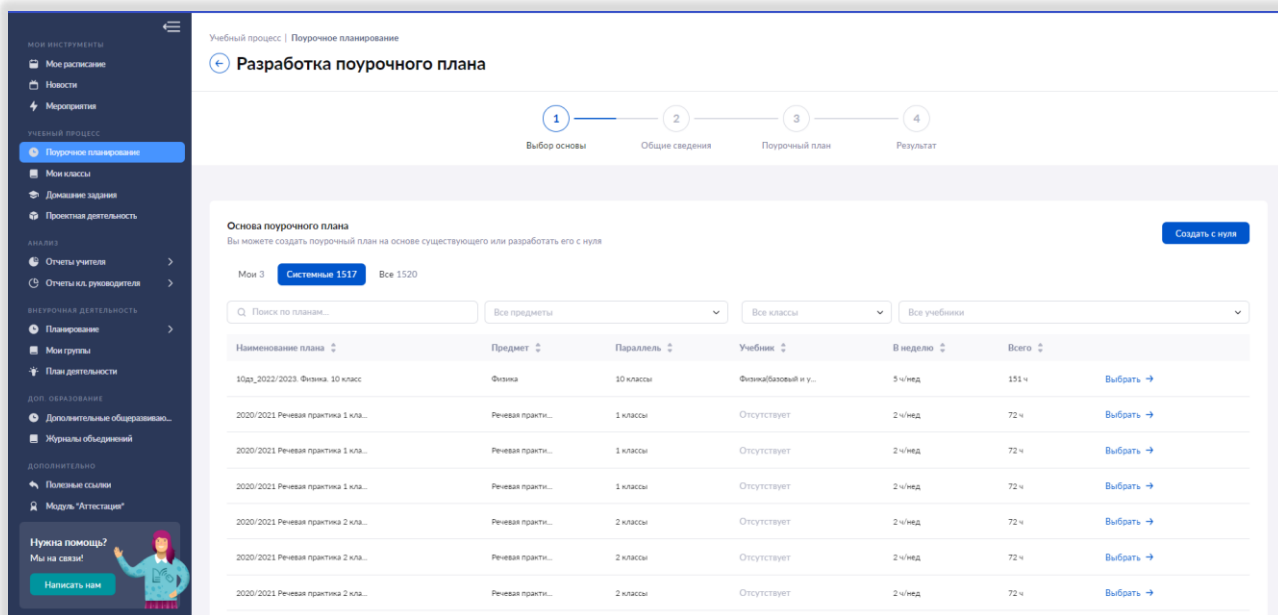 МОИ ИНСТРУМЕНТЫ
Мое расписание
Новости
Мероприятия
УЧЕБНЫЙ ПРОЦЕСС
Поурочное планирование
Мои классы
Домашние задания
Проектная деятельность
АНАЛИЗ
Отчеты учителя
Отчеты кл. руководителя
ВНЕУРОЧНАЯ ДЕЯТЕЛЬНОСТЬ
Планирование
Мои группы
План деятельности
ДОП. ОБРАЗОВАНИЕ
Дополнительные общеразвиваю...
Журналы объединений
ДОПОЛНИТЕЛЬНО
Полезные ссылки
Модуль "Аттестация"
Нужна помощь?
Мы на связи!
Написать нам
Учебный процесс | Поурочное планирование
Разработка поурочного плана
1 2 3 4
Выбор основы Общие сведения Поурочный план Результат
Основа поурочного плана
Вы можете создать поурочный план на основе существующего или разработать его с нуля
Создать с нуля
Мои 3 Системные 1517 Все 1520
Поиск по планам... Все предметы Все классы Все учебники
Наименование плана Предмет Параллель Учебник В неделю Всего
10дз_2022/2023. Физика. 10 класс Физика 10 классы Физика(базовый и у... 5 ч/нед 151 ч Выбрать →
2020/2021 Речевая практика 1 кла... Речевая практи... 1 классы Отсутствует 2 ч/нед 72 ч Выбрать →
2020/2021 Речевая практика 1 кла... Речевая практи... 1 классы Отсутствует 2 ч/нед 72 ч Выбрать →
2020/2021 Речевая практика 1 кла... Речевая практи... 1 классы Отсутствует 2 ч/нед 72 ч Выбрать →
2020/2021 Речевая практика 2 кла... Речевая практи... 2 классы Отсутствует 2 ч/нед 72 ч Выбрать →
2020/2021 Речевая практика 2 кла... Речевая практи... 2 классы Отсутствует 2 ч/нед 72 ч Выбрать →
2020/2021 Речевая практика 2 кла... Речевая практи... 2 классы Отсутствует 2 ч/нед 72 ч Выбрать →